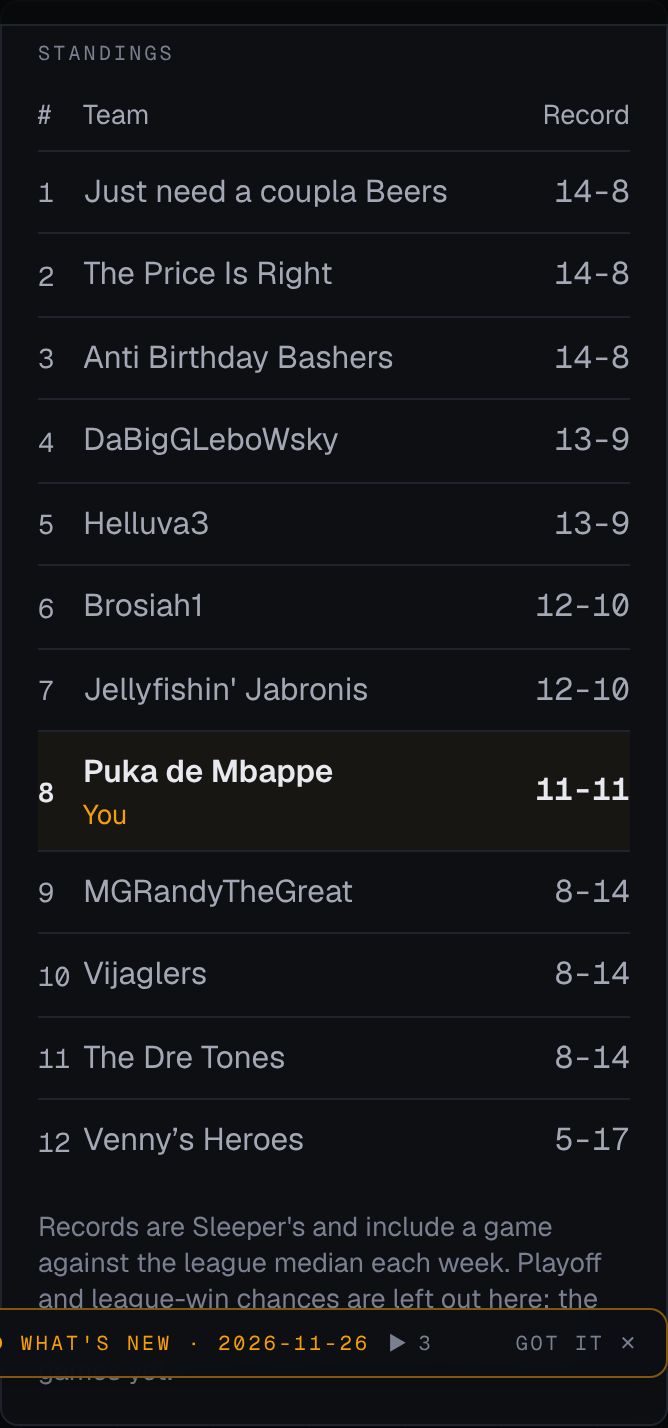 STANDINGS
# Team Record
1 Just need a coupla Beers 14-8
2 The Price Is Right 14-8
3 Anti Birthday Bashers 14-8
4 DaBigGLeboWsky 13-9
5 Helluva3 13-9
6 Brosiah1 12-10
7 Jellyfishin' Jabronis 12-10
8 Puka de Mbappe 11-11
You
9 MGRandyTheGreat 8-14
10 Vijaglers 8-14
11 The Dre Tones 8-14
12 Venny’s Heroes 5-17
Records are Sleeper's and include a game
against the league median each week. Playoff
and league-win chances are left out here: the
WHAT'S NEW · 2026-11-26 ▶ 3 GOT IT ×
games yet.